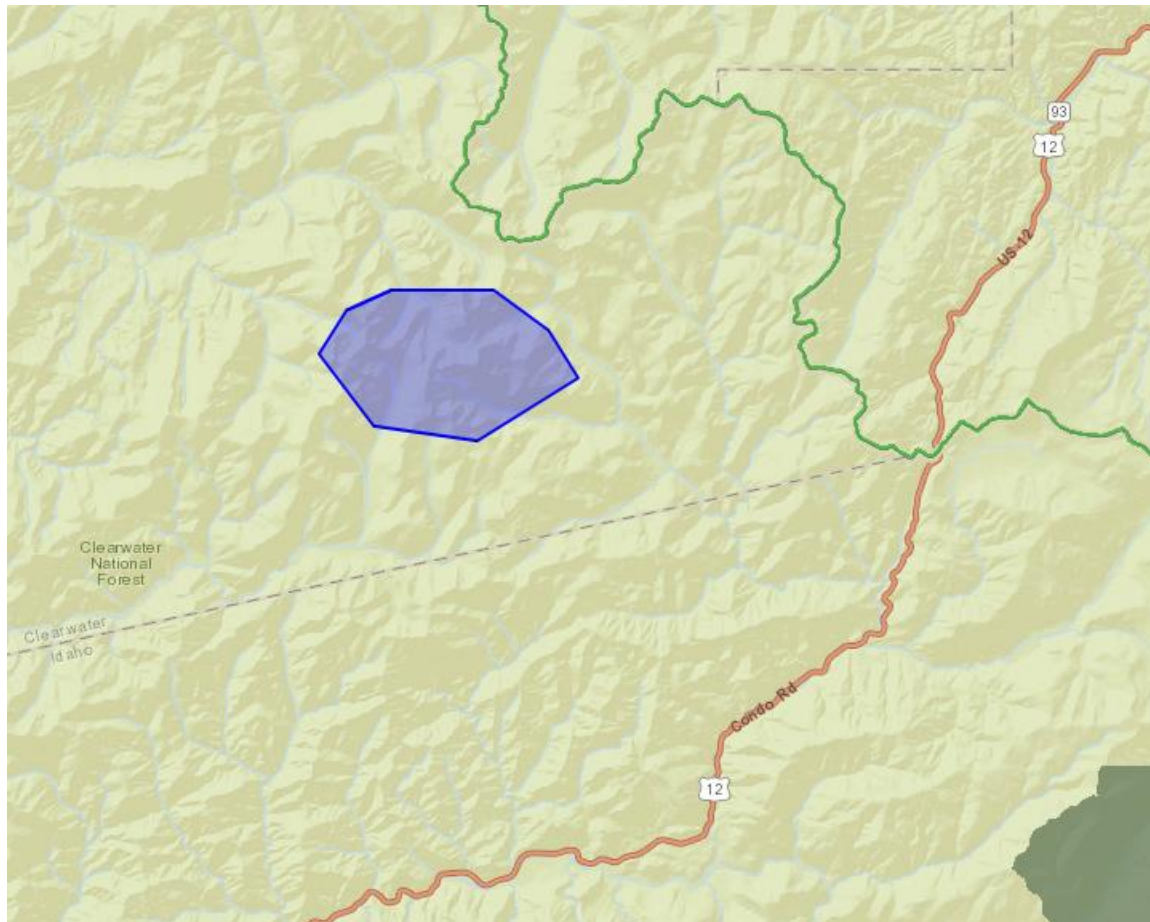 93
12
US-12
Clearwater
National
Forest
Clearwater
Idaho
Condo Rd
12